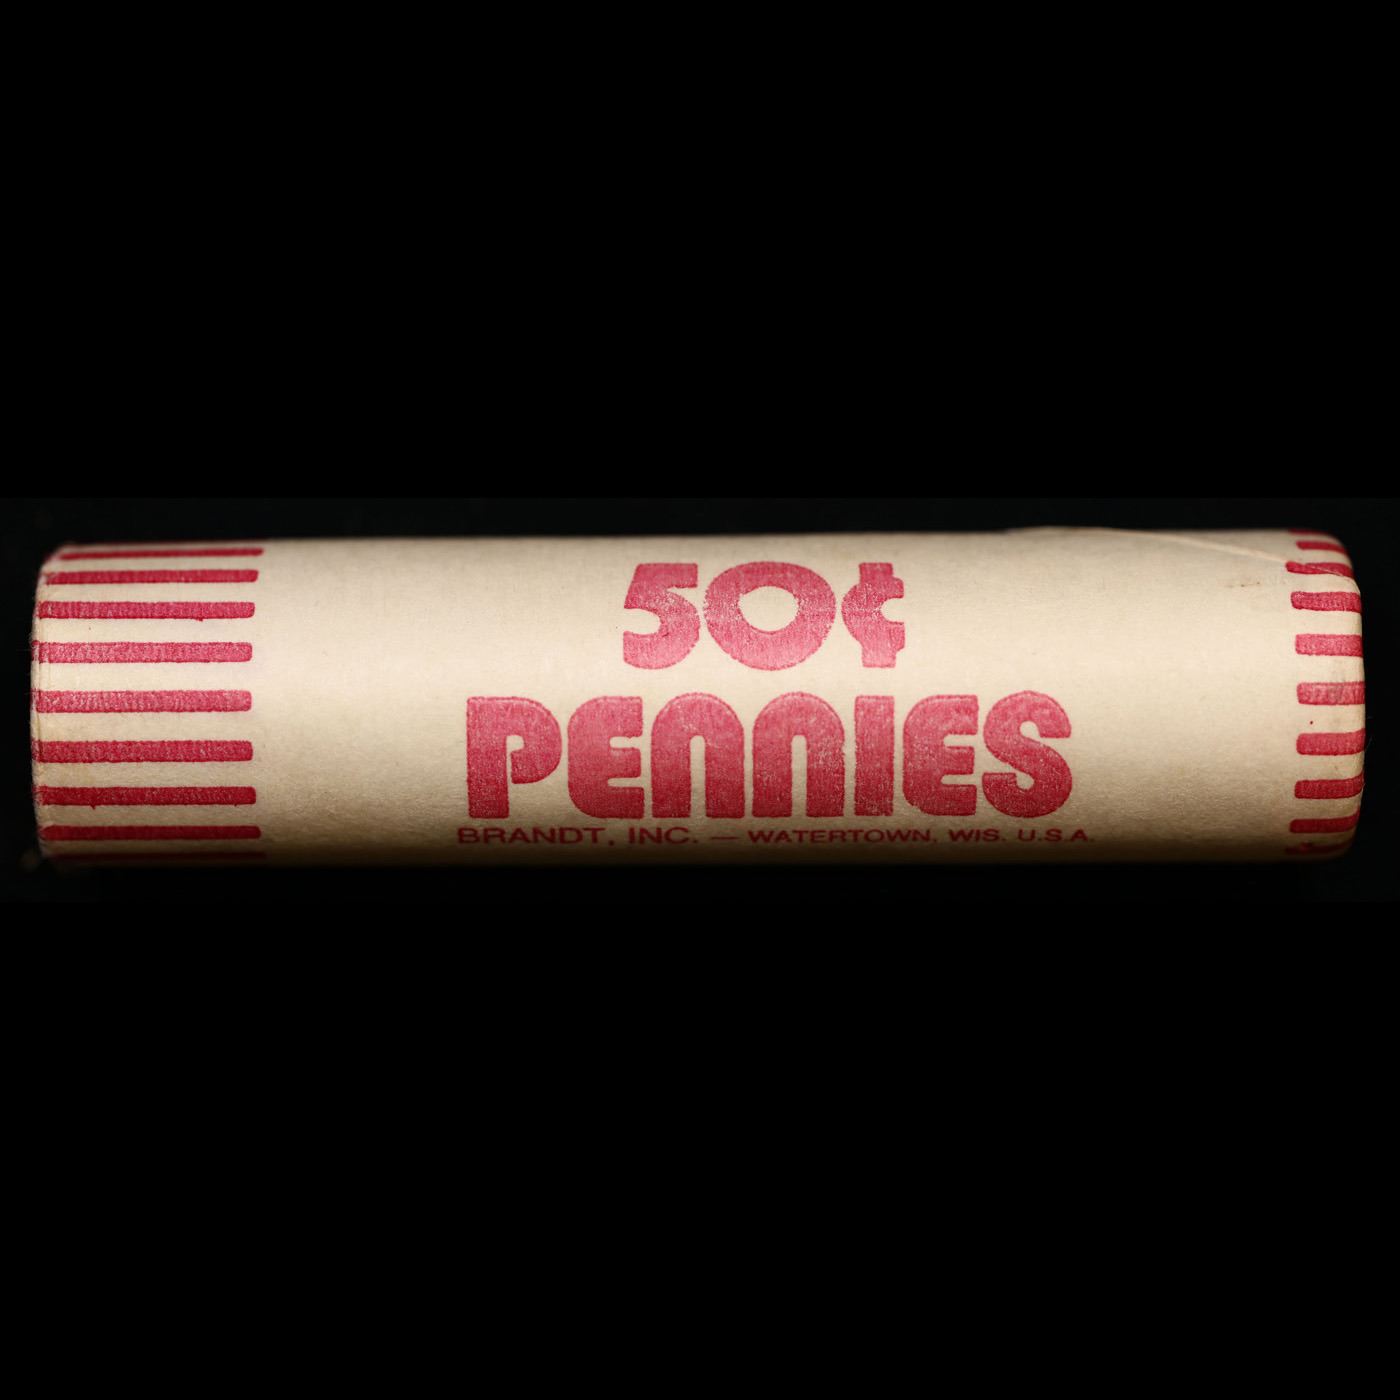 50¢
PENNIES
BRANDT, INC. — WATERTOWN, WIS. U.S.A.